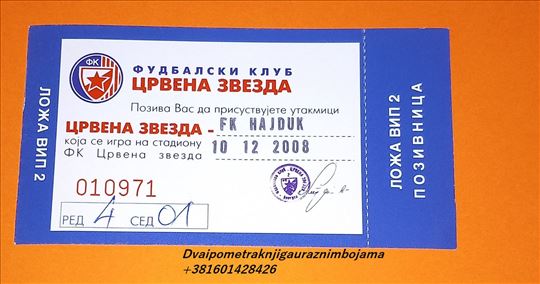 ЛОЖА ВИП 2
ФК
ФУДБАЛСКИ КЛУБ
ЦРВЕНА ЗВЕЗДА
Позива Вас да присуствујете утакмици
ЦРВЕНА ЗВЕЗДА - FK HAJDUK
која се игра на стадиону
ФК Црвена звезда 10 12 2008
010971
РЕД 4 СЕД 01
ЛОЖА ВИП 2
ПОЗИВНИЦА
Dvaipometraknjigauraznimbojama
+381601428426